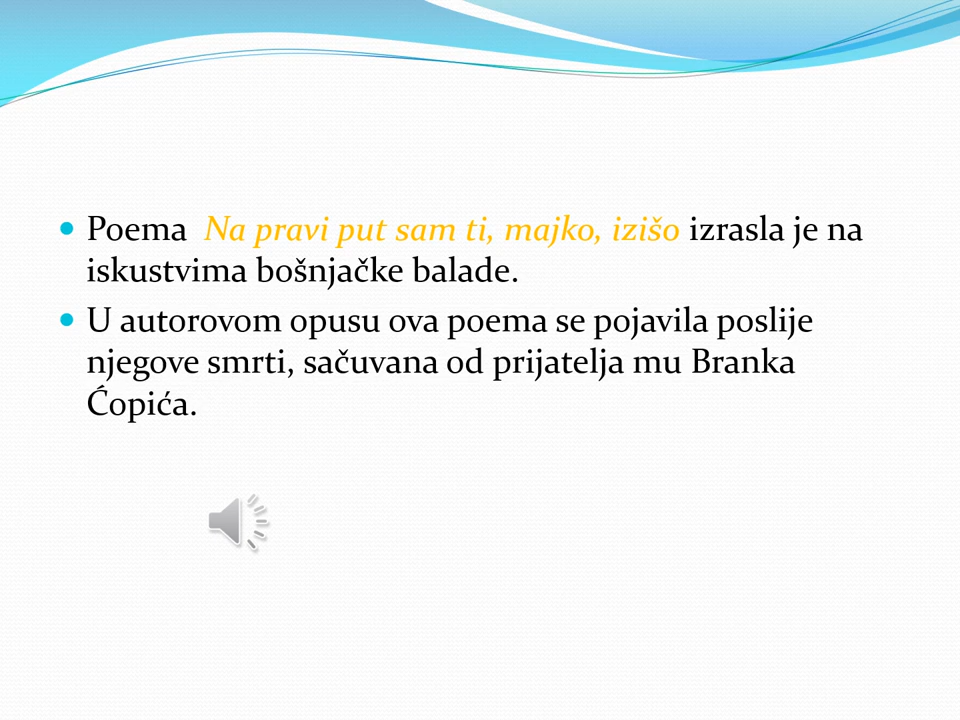 Poema Na pravi put sam ti, majko, izišo izrasla je na
iskustvima bošnjačke balade.
U autorovom opusu ova poema se pojavila poslije
njegove smrti, sačuvana od prijatelja mu Branka
Ćopića.